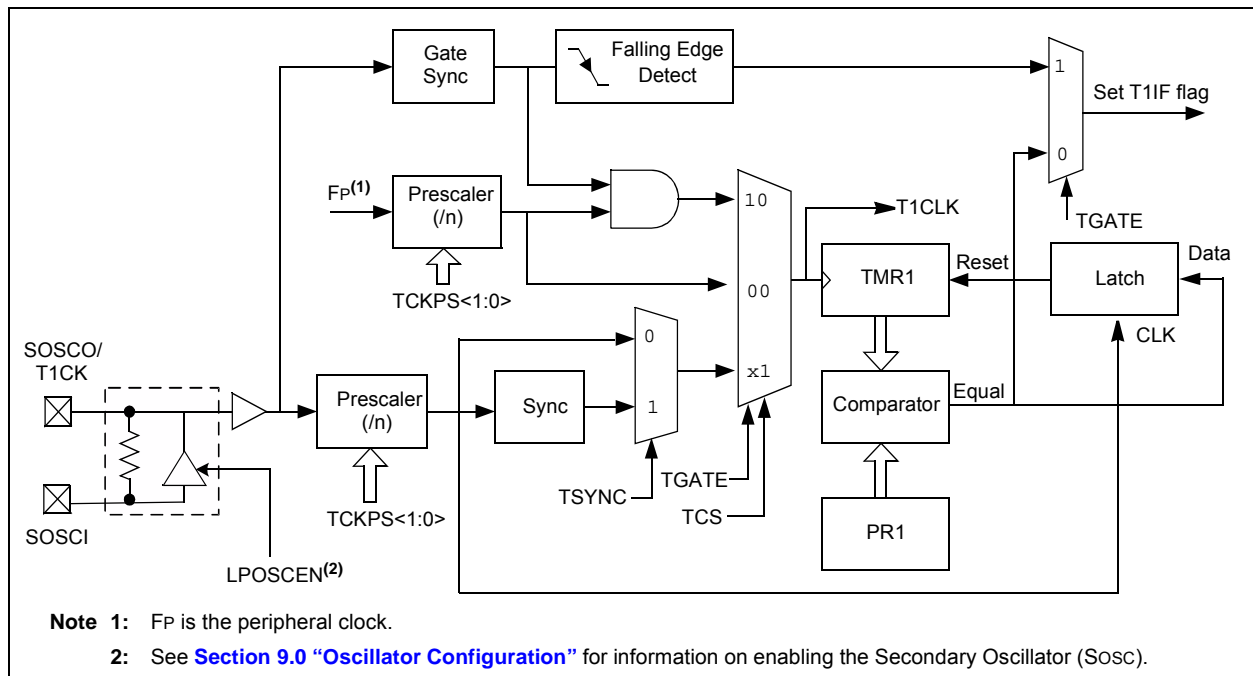 Gate
Sync
Falling Edge
Detect
1
Set T1IF flag
0
FP(1)
Prescaler
(/n)
10
T1CLK
TGATE
TCKPS<1:0>
00
TMR1
Reset
Latch
Data
CLK
SOSCO/
T1CK
0
x1
Prescaler
(/n)
Sync
1
Comparator
Equal
TGATE
TSYNC
TCS
TCKPS<1:0>
PR1
SOSCI
LPOSCEN(2)
Note 1: FP is the peripheral clock.
2: See Section 9.0 “Oscillator Configuration” for information on enabling the Secondary Oscillator (SOSC).